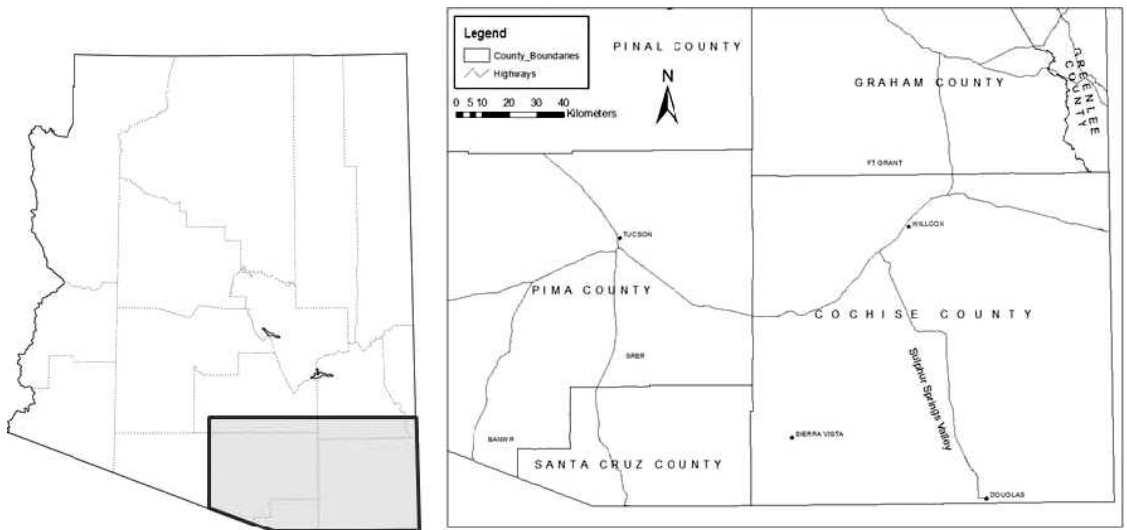 Legend
County_Boundaries
Highways
N
0 5 10 20 30 40
Kilometers
PINAL COUNTY
GRAHAM COUNTY
GREENLEE
COUNTY
FT GRANT
TUCSON
WILLCOX
PIMA COUNTY
COCHISE COUNTY
SRER
Sulphur Springs Valley
BANWR
SIERRA VISTA
SANTA CRUZ COUNTY
DOUGLAS